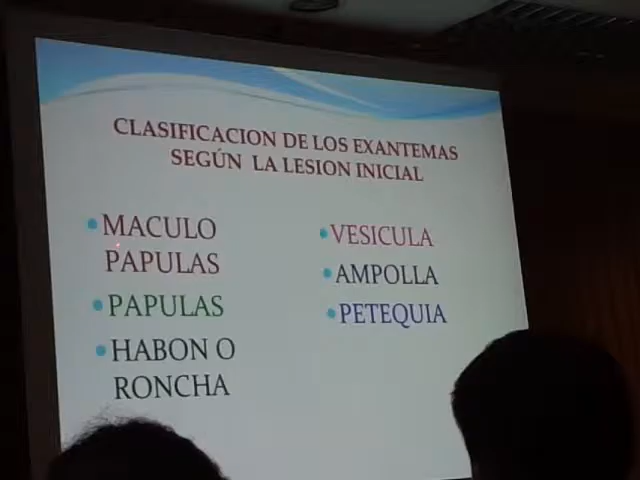 CLASIFICACION DE LOS EXANTEMAS
SEGÚN LA LESION INICIAL
•MACULO
PAPULAS
•PAPULAS
•HABON O
RONCHA
•VESICULA
•AMPOLLA
•PETEQUIA